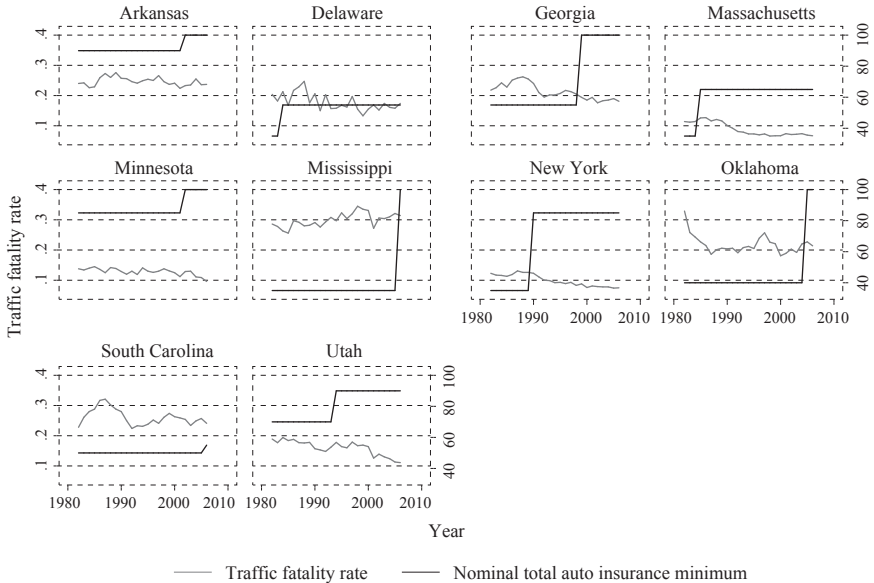 Arkansas Delaware Georgia Massachusetts
.4 100
.3 80
.2 60
.1 40
Minnesota Mississippi New York Oklahoma
.4 100
.3 80
.2 60
.1 40
1980 1990 2000 2010 1980 1990 2000 2010
South Carolina Utah
.4 100
.3 80
.2 60
.1 40
1980 1990 2000 2010 1980 1990 2000 2010
Traffic fatality rate
Year
Traffic fatality rate Nominal total auto insurance minimum